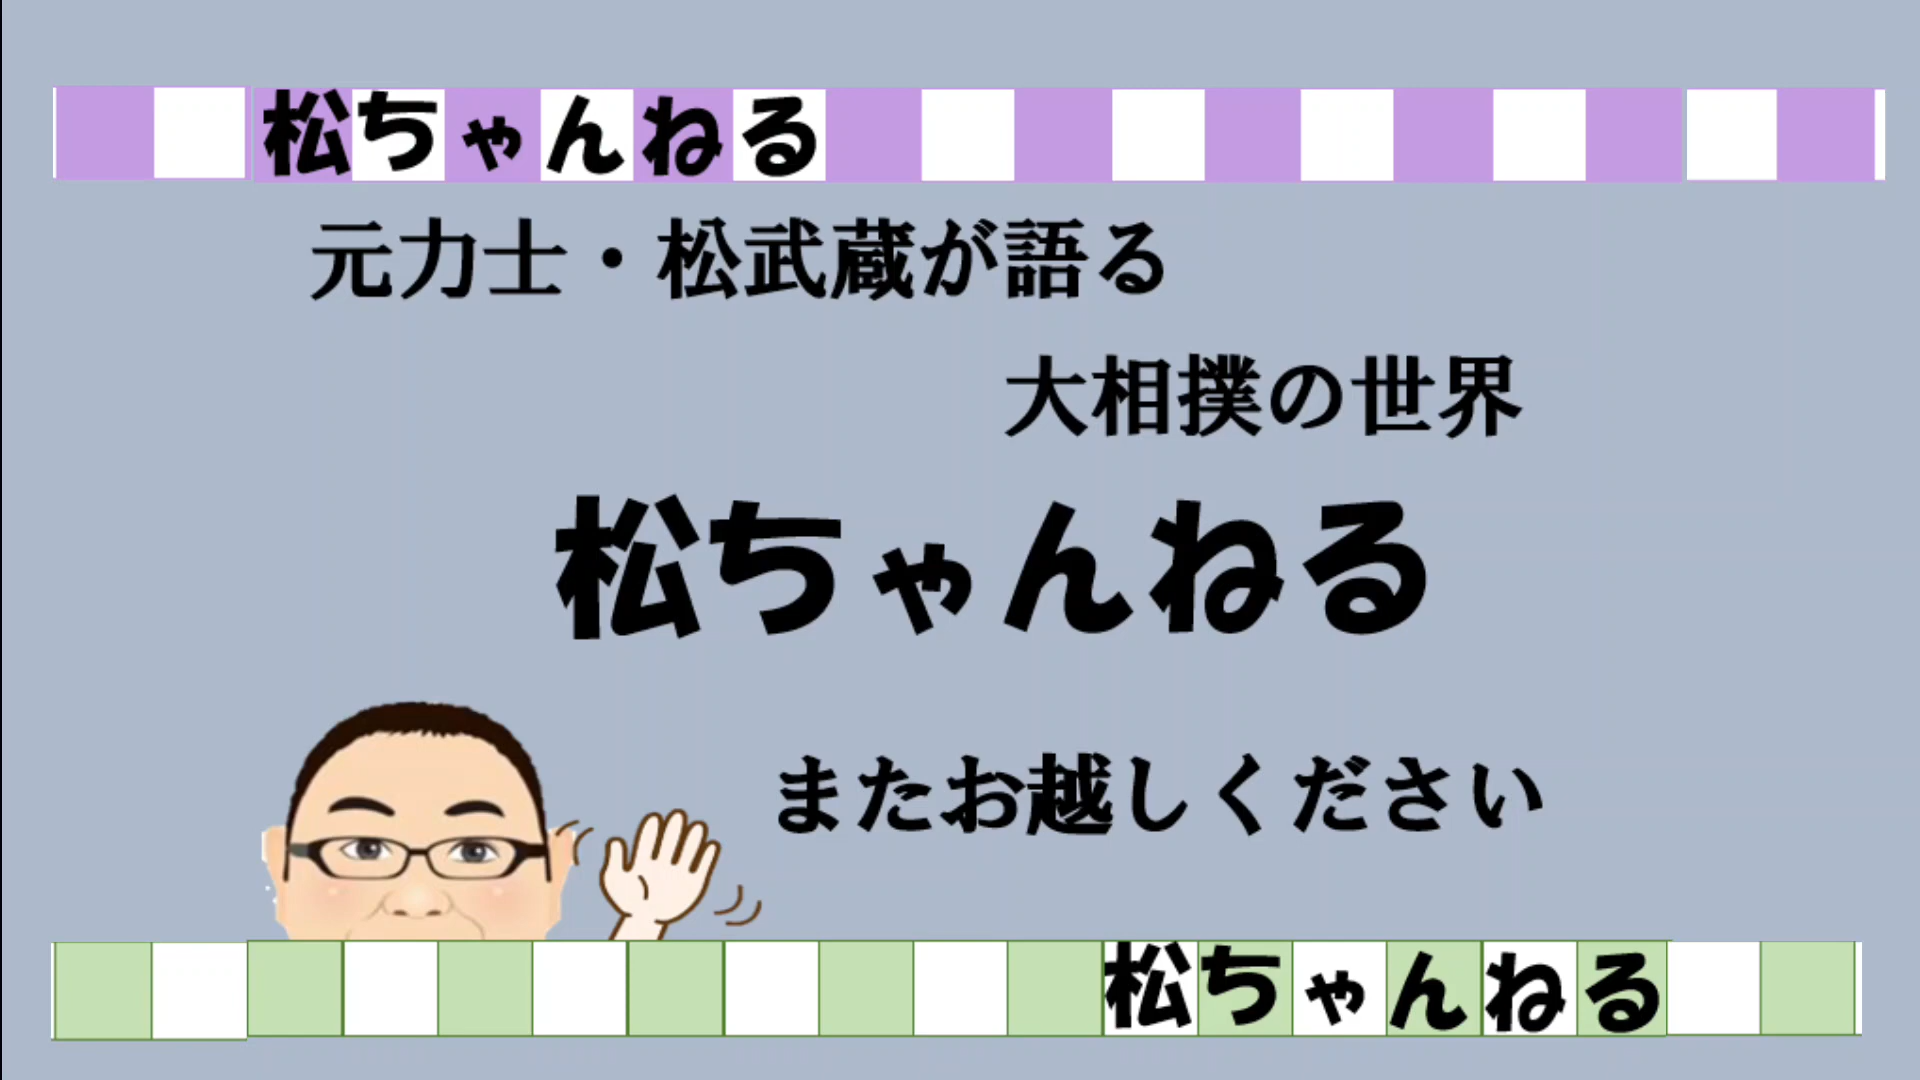 松ちゃんねる
元力士・松武蔵が語る
大相撲の世界
松ちゃんねる
またお越しください
松ちゃんねる